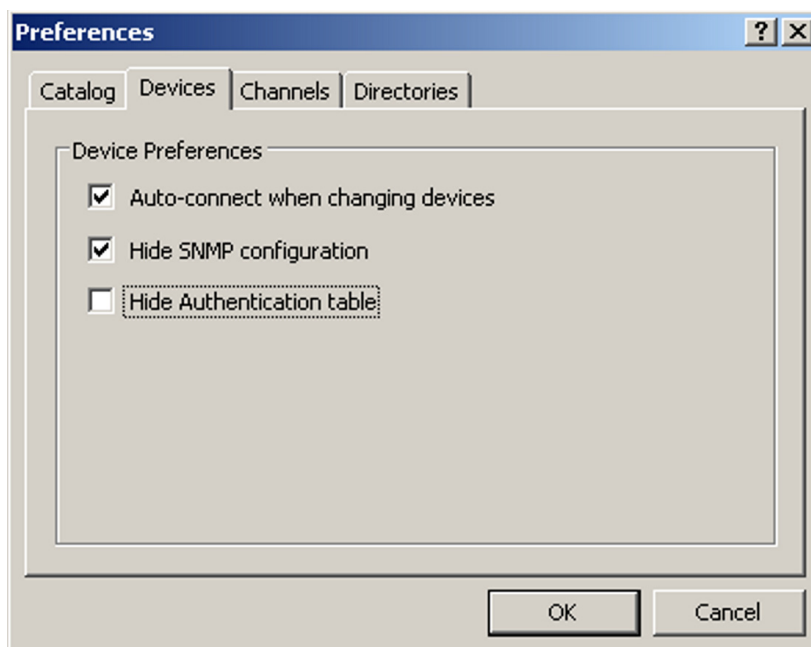 Preferences
Catalog Devices Channels Directories
Device Preferences
Auto-connect when changing devices
Hide SNMP configuration
Hide Authentication table
OK Cancel